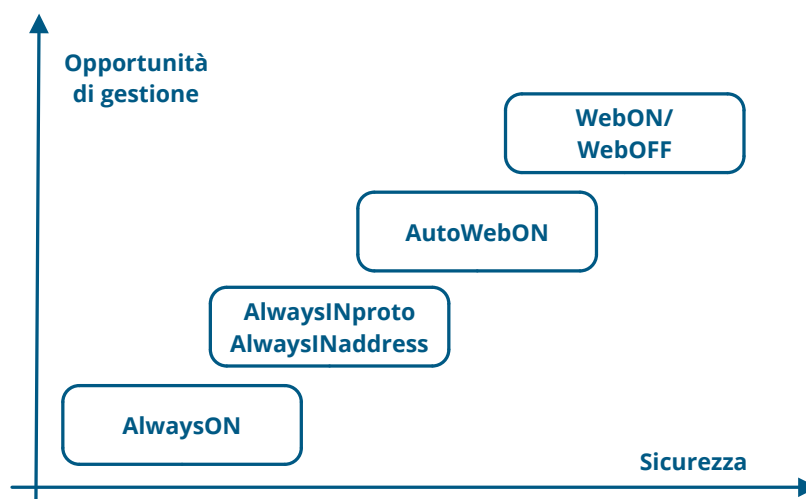 Opportunità
di gestione
WebON/
WebOFF
AutoWebON
AlwaysINproto
AlwaysINaddress
AlwaysON
Sicurezza